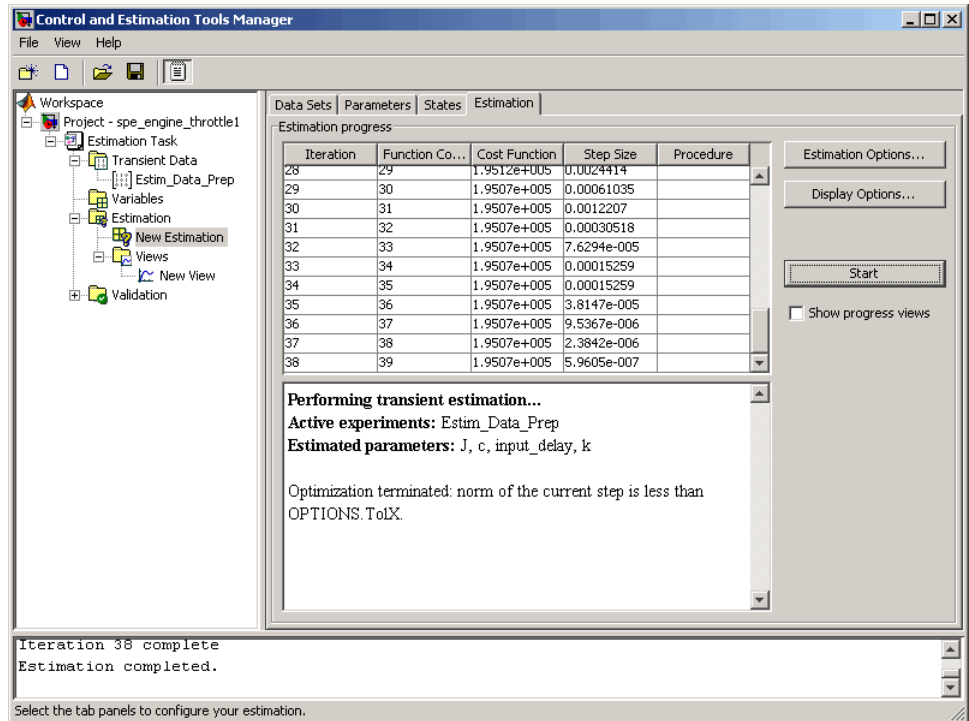 Control and Estimation Tools Manager
File View Help
Workspace
Project - spe_engine_throttle1
Estimation Task
Transient Data
Estim_Data_Prep
Variables
Estimation
New Estimation
Views
New View
Validation
Data Sets Parameters States Estimation
Estimation progress
Iteration Function Co... Cost Function Step Size Procedure
28 29 1.9512e+005 0.0024414
29 30 1.9507e+005 0.00061035
30 31 1.9507e+005 0.0012207
31 32 1.9507e+005 0.00030518
32 33 1.9507e+005 7.6294e-005
33 34 1.9507e+005 0.00015259
34 35 1.9507e+005 0.00015259
35 36 1.9507e+005 3.8147e-005
36 37 1.9507e+005 9.5367e-006
37 38 1.9507e+005 2.3842e-006
38 39 1.9507e+005 5.9605e-007
Estimation Options...
Display Options...
Start
Show progress views
Performing transient estimation...
Active experiments: Estim_Data_Prep
Estimated parameters: J, c, input_delay, k
Optimization terminated: norm of the current step is less than
OPTIONS.TolX.
Iteration 38 complete
Estimation completed.
Select the tab panels to configure your estimation.